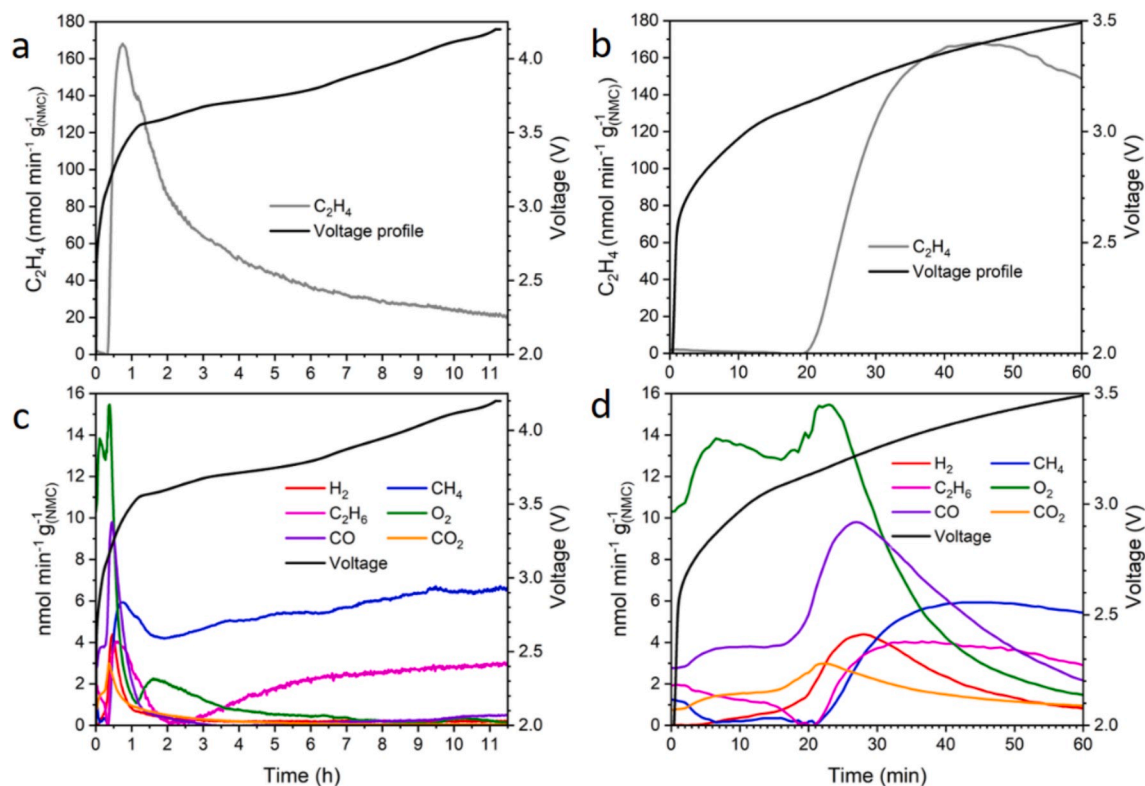 a
C₂H₄ (nmol min⁻¹ g⁻¹(NMC))
180
160
140
120
100
80
60
40
20
0
C₂H₄
Voltage profile
4.0
3.5
3.0
2.5
2.0
Voltage (V)
0 1 2 3 4 5 6 7 8 9 10 11
b
C₂H₄ (nmol min⁻¹ g⁻¹(NMC))
180
160
140
120
100
80
60
40
20
0
C₂H₄
Voltage profile
3.5
3.0
2.5
2.0
Voltage (V)
0 10 20 30 40 50 60
c
nmol min⁻¹ g⁻¹(NMC)
16
14
12
10
8
6
4
2
0
H₂ CH₄
C₂H₆ O₂
CO CO₂
Voltage
4.0
3.5
3.0
2.5
2.0
Voltage (V)
0 1 2 3 4 5 6 7 8 9 10 11
Time (h)
d
nmol min⁻¹ g⁻¹(NMC)
16
14
12
10
8
6
4
2
0
H₂ CH₄
C₂H₆ O₂
CO CO₂
Voltage
3.5
3.0
2.5
2.0
Voltage (V)
0 10 20 30 40 50 60
Time (min)